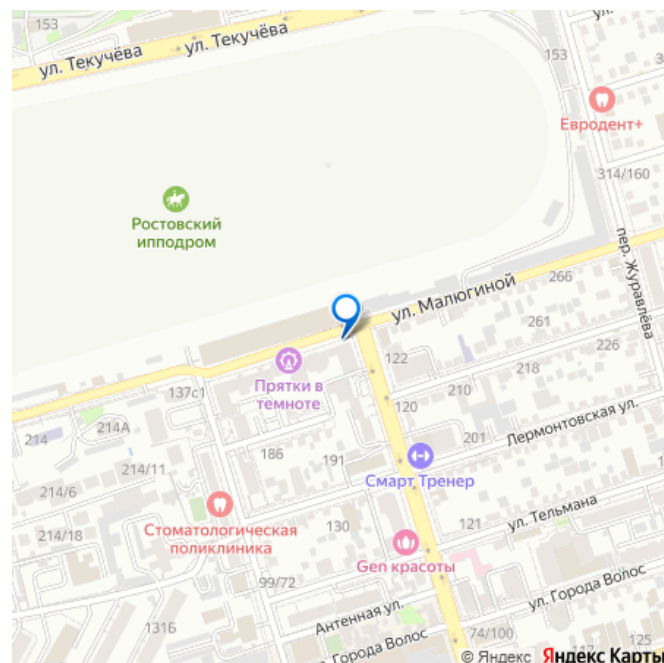 153
ул. Текучёва
ул. Текучёва
153
Евродент+
314/160
пер. Журавлёва
Ростовский
ипподром
ул. Малюгиной
266
261
226
218
122
210
Прятки в
темноте
137с1
120
Лермонтовская ул.
214
214А
201
186
191
Смарт Тренер
214/11
214/6
ул. Тельмана
Стоматологическая
поликлиника
130
121
214/18
Gen красоты
99/72
ул. Города Волос
Антенная ул.
131Б
74/100
ул. Города Волос
117
125
© Яндекс Яндекс Карты